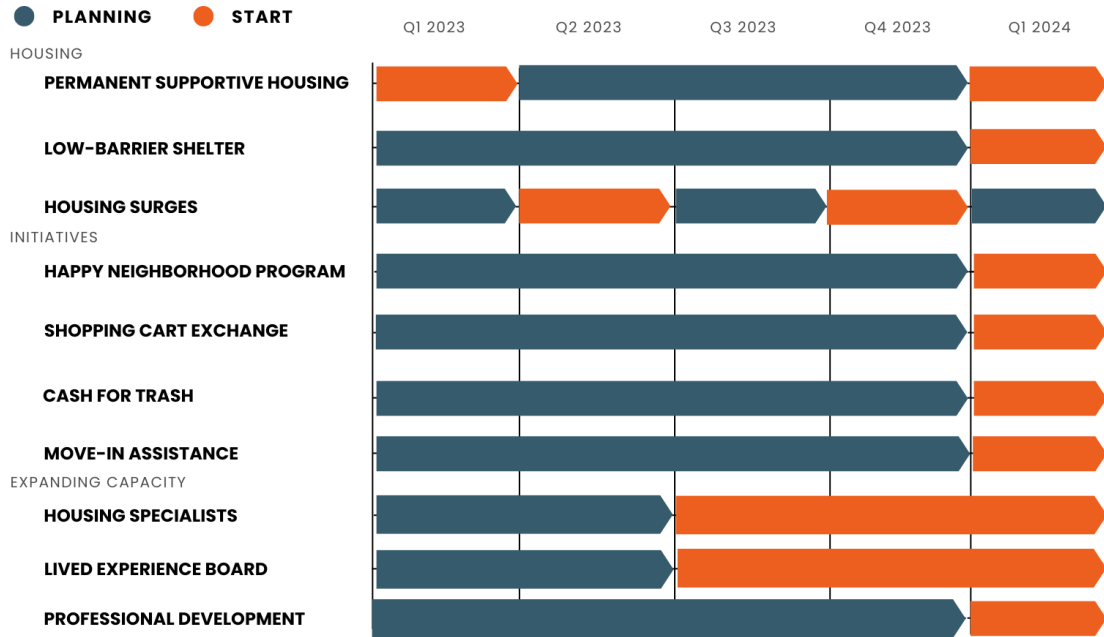 PLANNING START
Q1 2023 Q2 2023 Q3 2023 Q4 2023 Q1 2024
HOUSING
PERMANENT SUPPORTIVE HOUSING
LOW-BARRIER SHELTER
HOUSING SURGES
INITIATIVES
HAPPY NEIGHBORHOOD PROGRAM
SHOPPING CART EXCHANGE
CASH FOR TRASH
MOVE-IN ASSISTANCE
EXPANDING CAPACITY
HOUSING SPECIALISTS
LIVED EXPERIENCE BOARD
PROFESSIONAL DEVELOPMENT